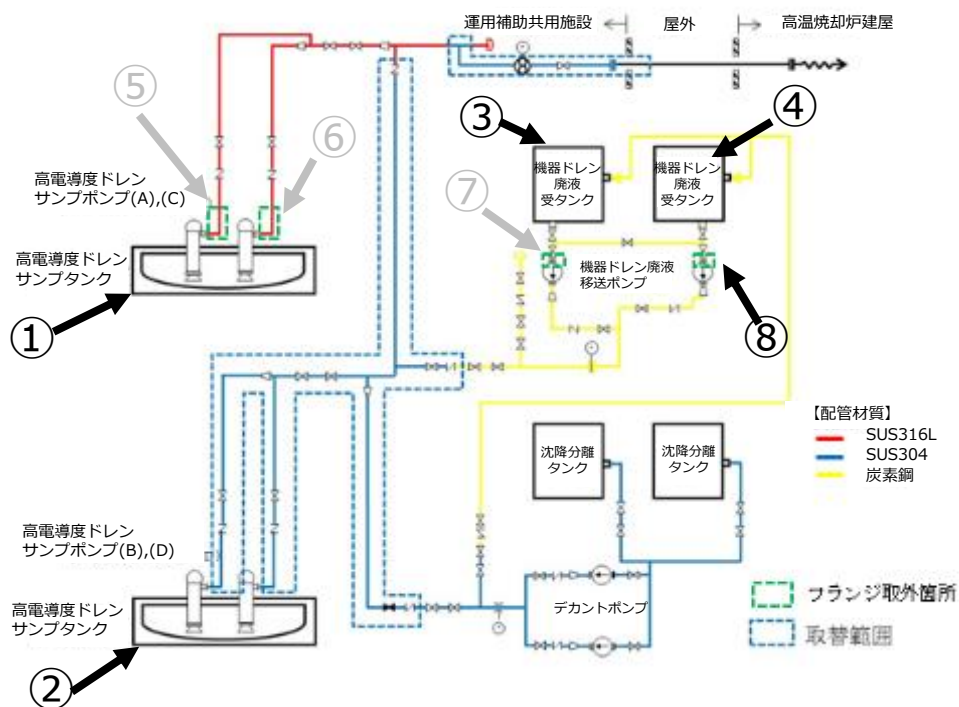 運用補助共用施設
屋外
高温焼却炉建屋
③
④
⑤
⑥
機器ドレン
廃液
受タンク
機器ドレン
廃液
受タンク
⑦
高電導度ドレン
サンプポンプ(A),(C)
高電導度ドレン
サンプタンク
機器ドレン廃液
移送ポンプ
①
⑧
【配管材質】
SUS316L
SUS304
炭素鋼
沈降分離
タンク
沈降分離
タンク
高電導度ドレン
サンプポンプ(B),(D)
高電導度ドレン
サンプタンク
デカントポンプ
フランジ取外箇所
取替範囲
②